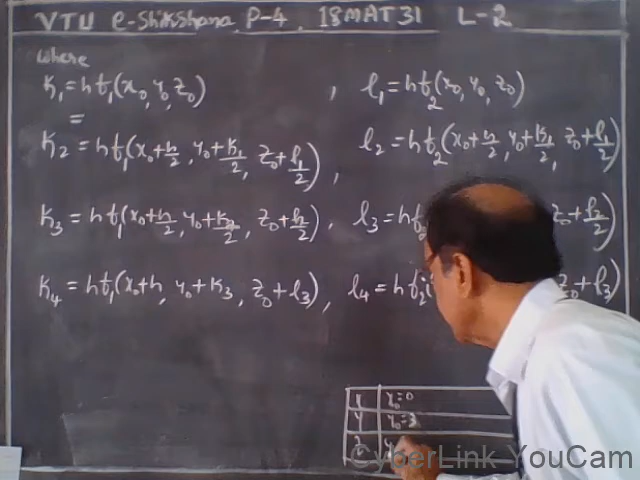 VTU e-Shikshana P-4, 18MAT31 L-2
where
K₁ = hf₁(x₀, y₀, z₀) , l₁ = hf₂(x₀, y₀, z₀)
=
K₂ = hf₁(x₀+h/2, y₀+K₁/2, z₀+l₁/2), l₂ = hf₂(x₀+h/2, y₀+K₁/2, z₀+l₁/2)
K₃ = hf₁(x₀+h/2, y₀+K₂/2, z₀+l₂/2), l₃ = hf₂ z₀+l₂/2)
K₄ = hf₁(x₀+h, y₀+K₃, z₀+l₃), l₄ = hf₂( z₀+l₃)
x x₀=0
y y₀=3
CyberLink YouCam